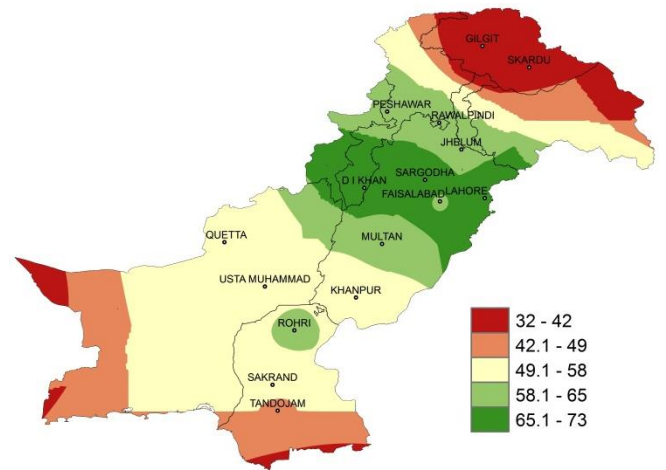 GILGIT
SKARDU
PESHAWAR
RAWALPINDI
JHELUM
SARGODHA
D I KHAN
FAISALABAD
LAHORE
QUETTA
MULTAN
USTA MUHAMMAD
KHANPUR
ROHRI
SAKRAND
TANDOJAM
32 - 42
42.1 - 49
49.1 - 58
58.1 - 65
65.1 - 73